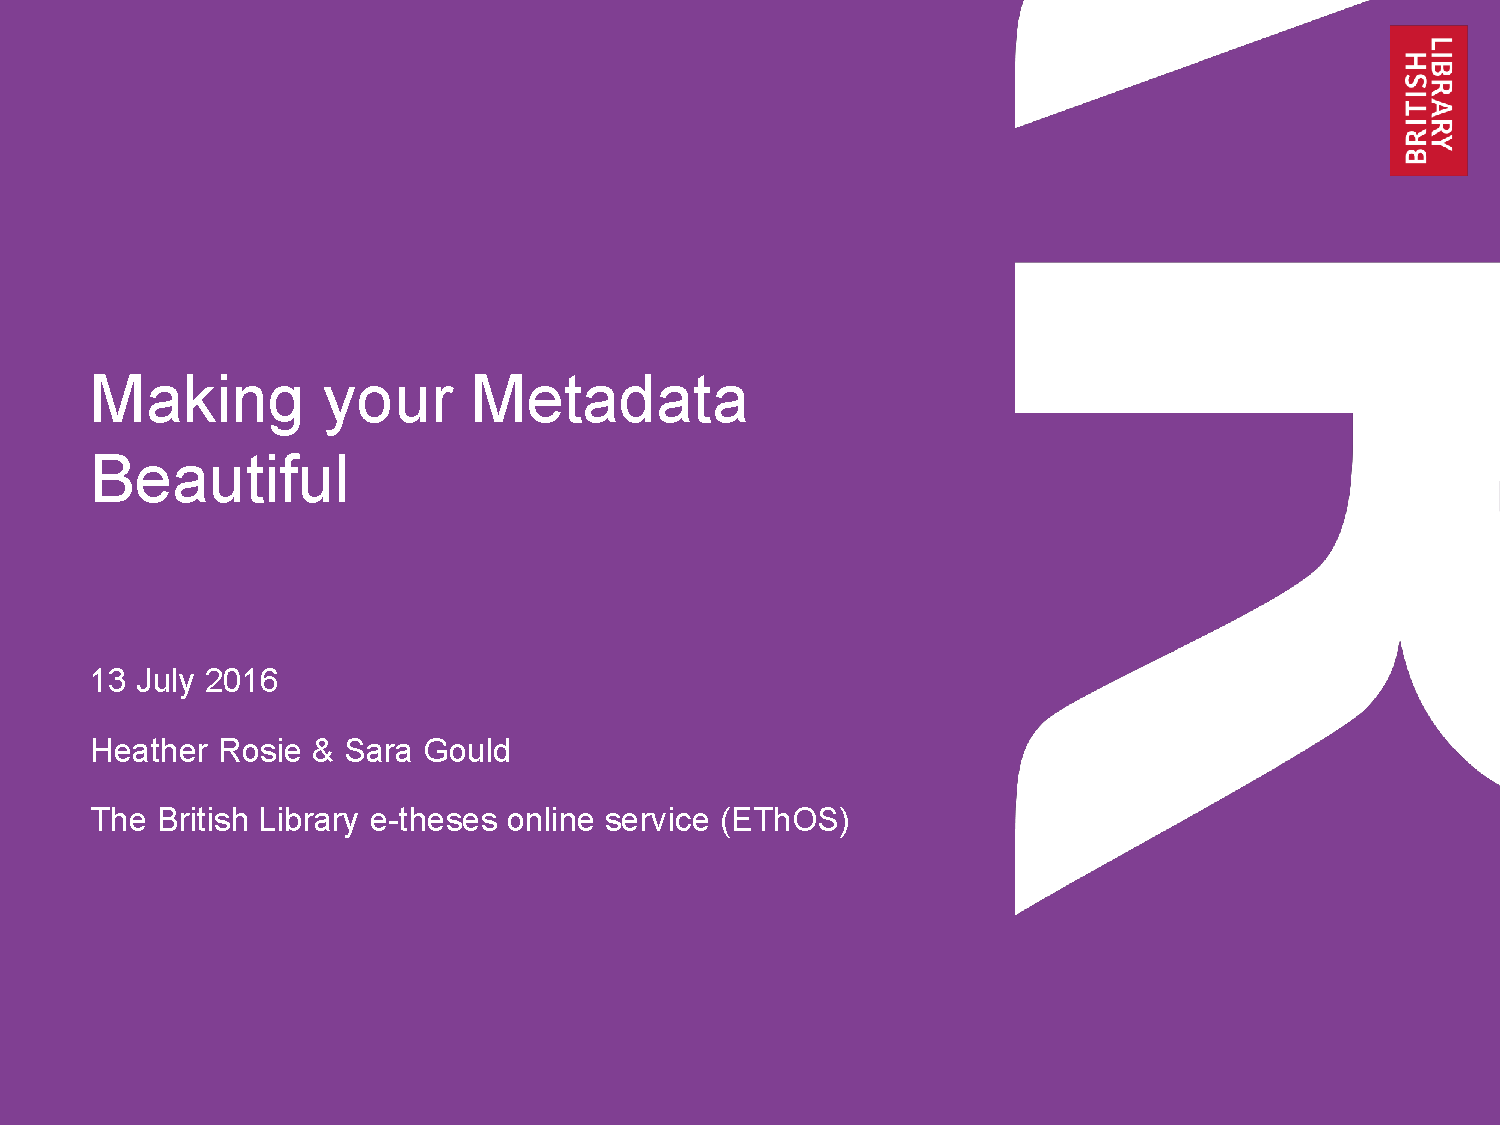 BRITISH
LIBRARY
Making your Metadata
Beautiful
13 July 2016
Heather Rosie & Sara Gould
The British Library e-theses online service (EThOS)